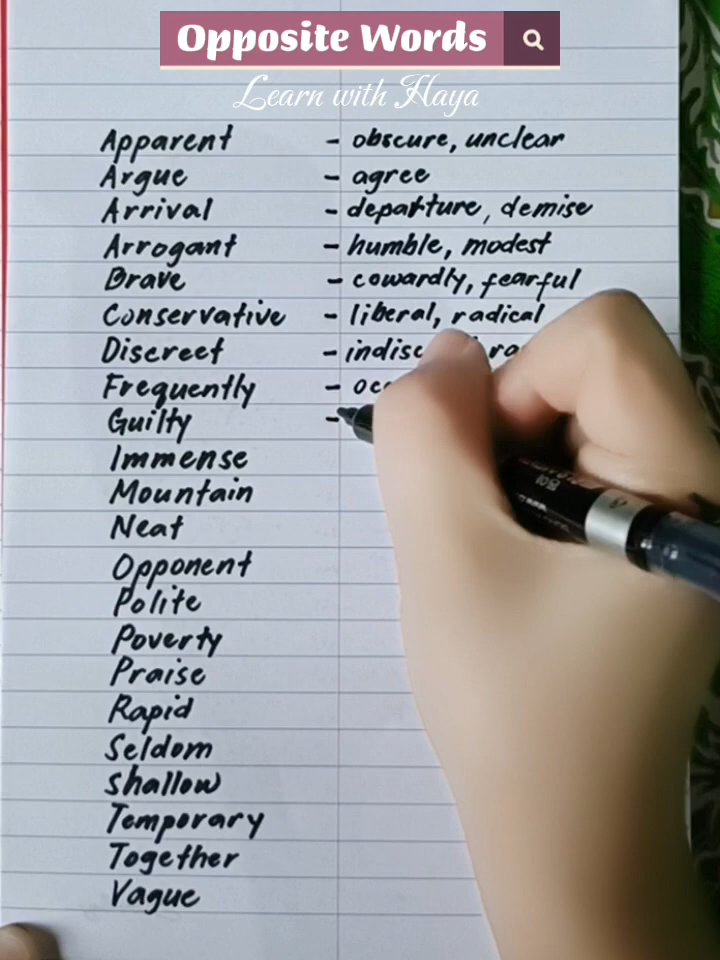 Opposite Words
Learn with Haya
Apparent - obscure, unclear
Argue - agree
Arrival - departure, demise
Arrogant - humble, modest
Brave - cowardly, fearful
Conservative - liberal, radical
Discreet -
Frequently -
Guilty -
Immense
Mountain
Neat
Opponent
Polite
Poverty
Praise
Rapid
Seldom
Shallow
Temporary
Together
Vague